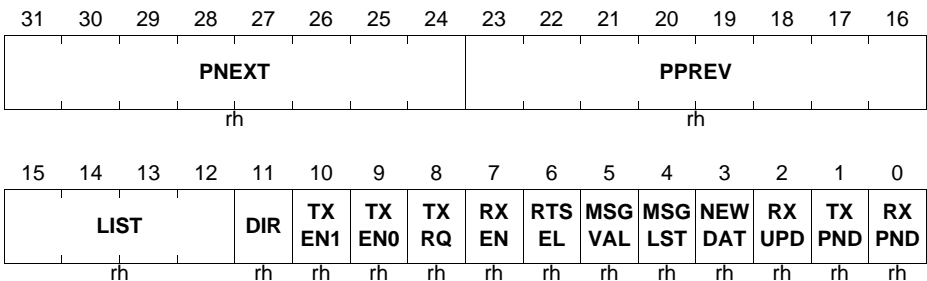 31 30 29 28 27 26 25 24 23 22 21 20 19 18 17 16
PNEXT PPREV
rh rh
15 14 13 12 11 10 9 8 7 6 5 4 3 2 1 0
LIST DIR TX EN1 TX EN0 TX RQ RX EN RTS EL MSG VAL MSG LST NEW DAT RX UPD TX PND RX PND
rh rh rh rh rh rh rh rh rh rh rh rh rh